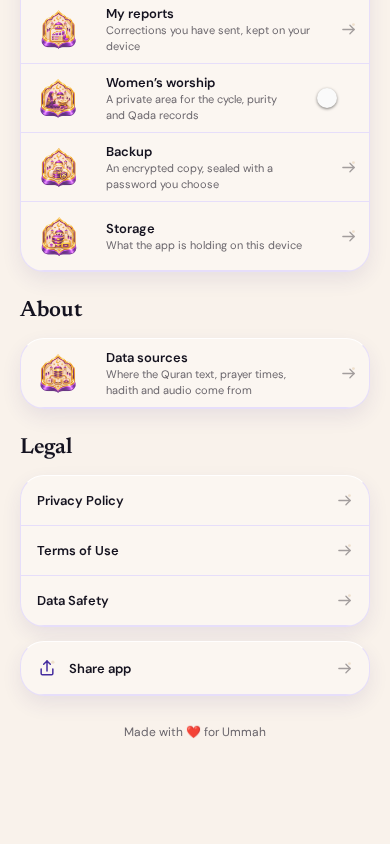 My reports
Corrections you have sent, kept on your
device
Women’s worship
A private area for the cycle, purity
and Qada records
Backup
An encrypted copy, sealed with a
password you choose
Storage
What the app is holding on this device
About
Data sources
Where the Quran text, prayer times,
hadith and audio come from
Legal
Privacy Policy
Terms of Use
Data Safety
Share app
Made with ❤️ for Ummah